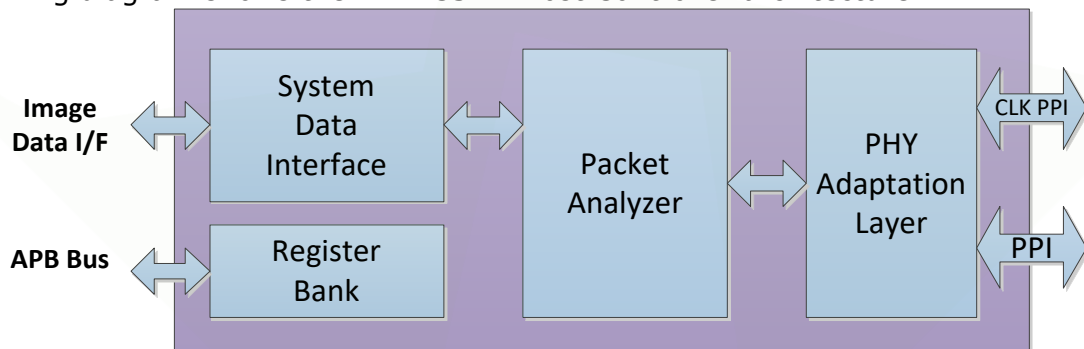 Image
Data I/F
System
Data
Interface
Packet
Analyzer
PHY
Adaptation
Layer
CLK PPI
APB Bus
Register
Bank
PPI